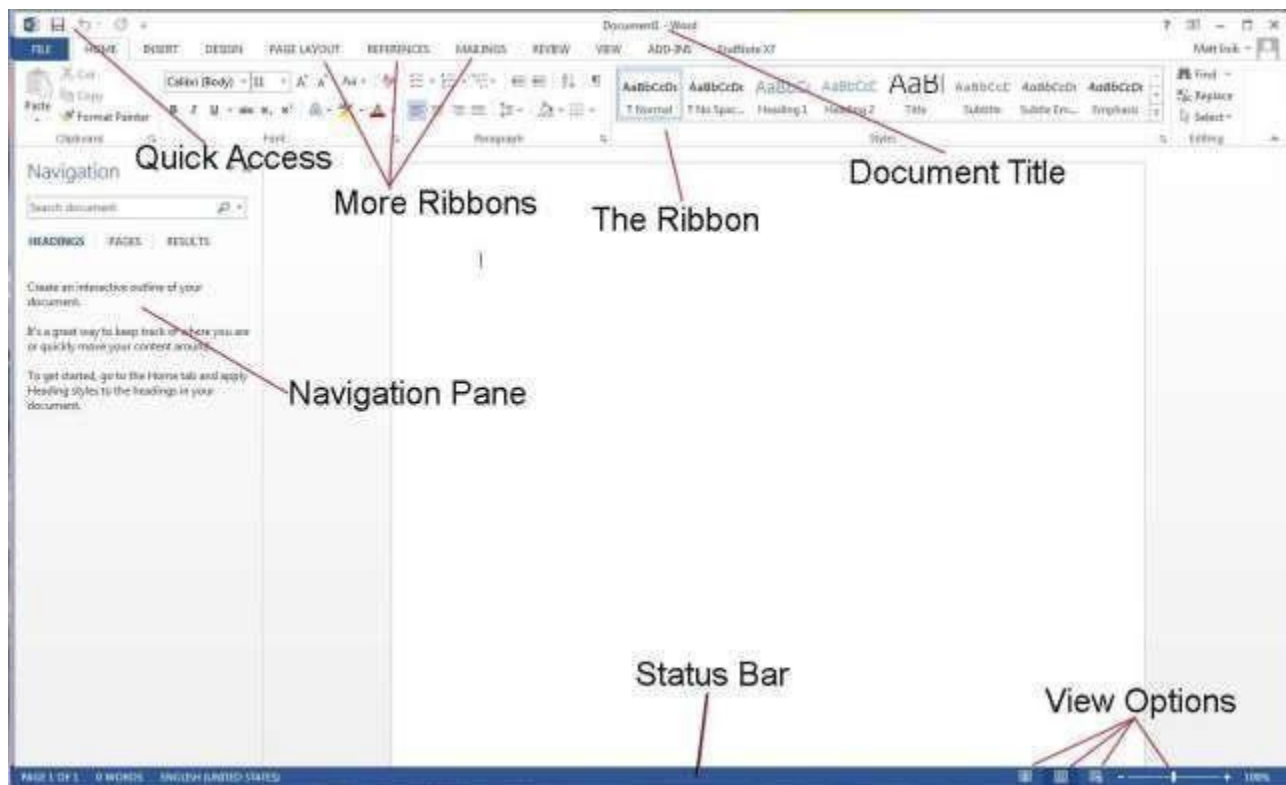 Document1 - Word
FILE HOME INSERT DESIGN PAGE LAYOUT REFERENCES MAILINGS REVIEW VIEW ADD-INS
Cut
Calibri (Body) 11
Find
Copy
Replace
Paste
Format Painter
AaBbCcDc AaBbCcDc AaBbCc AaBbCcC AaBl AaBbCcC AaBbCcDc AaBbCcDc
¶ Normal ¶ No Spac... Heading 1 Heading 2 Title Subtitle Subtle Em... Emphasis
Select
Clipboard Font Paragraph Styles Editing
Quick Access
More Ribbons
The Ribbon
Document Title
Navigation
Search document
HEADINGS PAGES RESULTS
Create an interactive outline of your
document.
It's a great way to keep track of where you are
or quickly move your content around.
To get started, go to the Home tab and apply
Heading styles to the headings in your
document.
Navigation Pane
Status Bar
View Options
PAGE 1 OF 1 0 WORDS ENGLISH (UNITED STATES) 100%